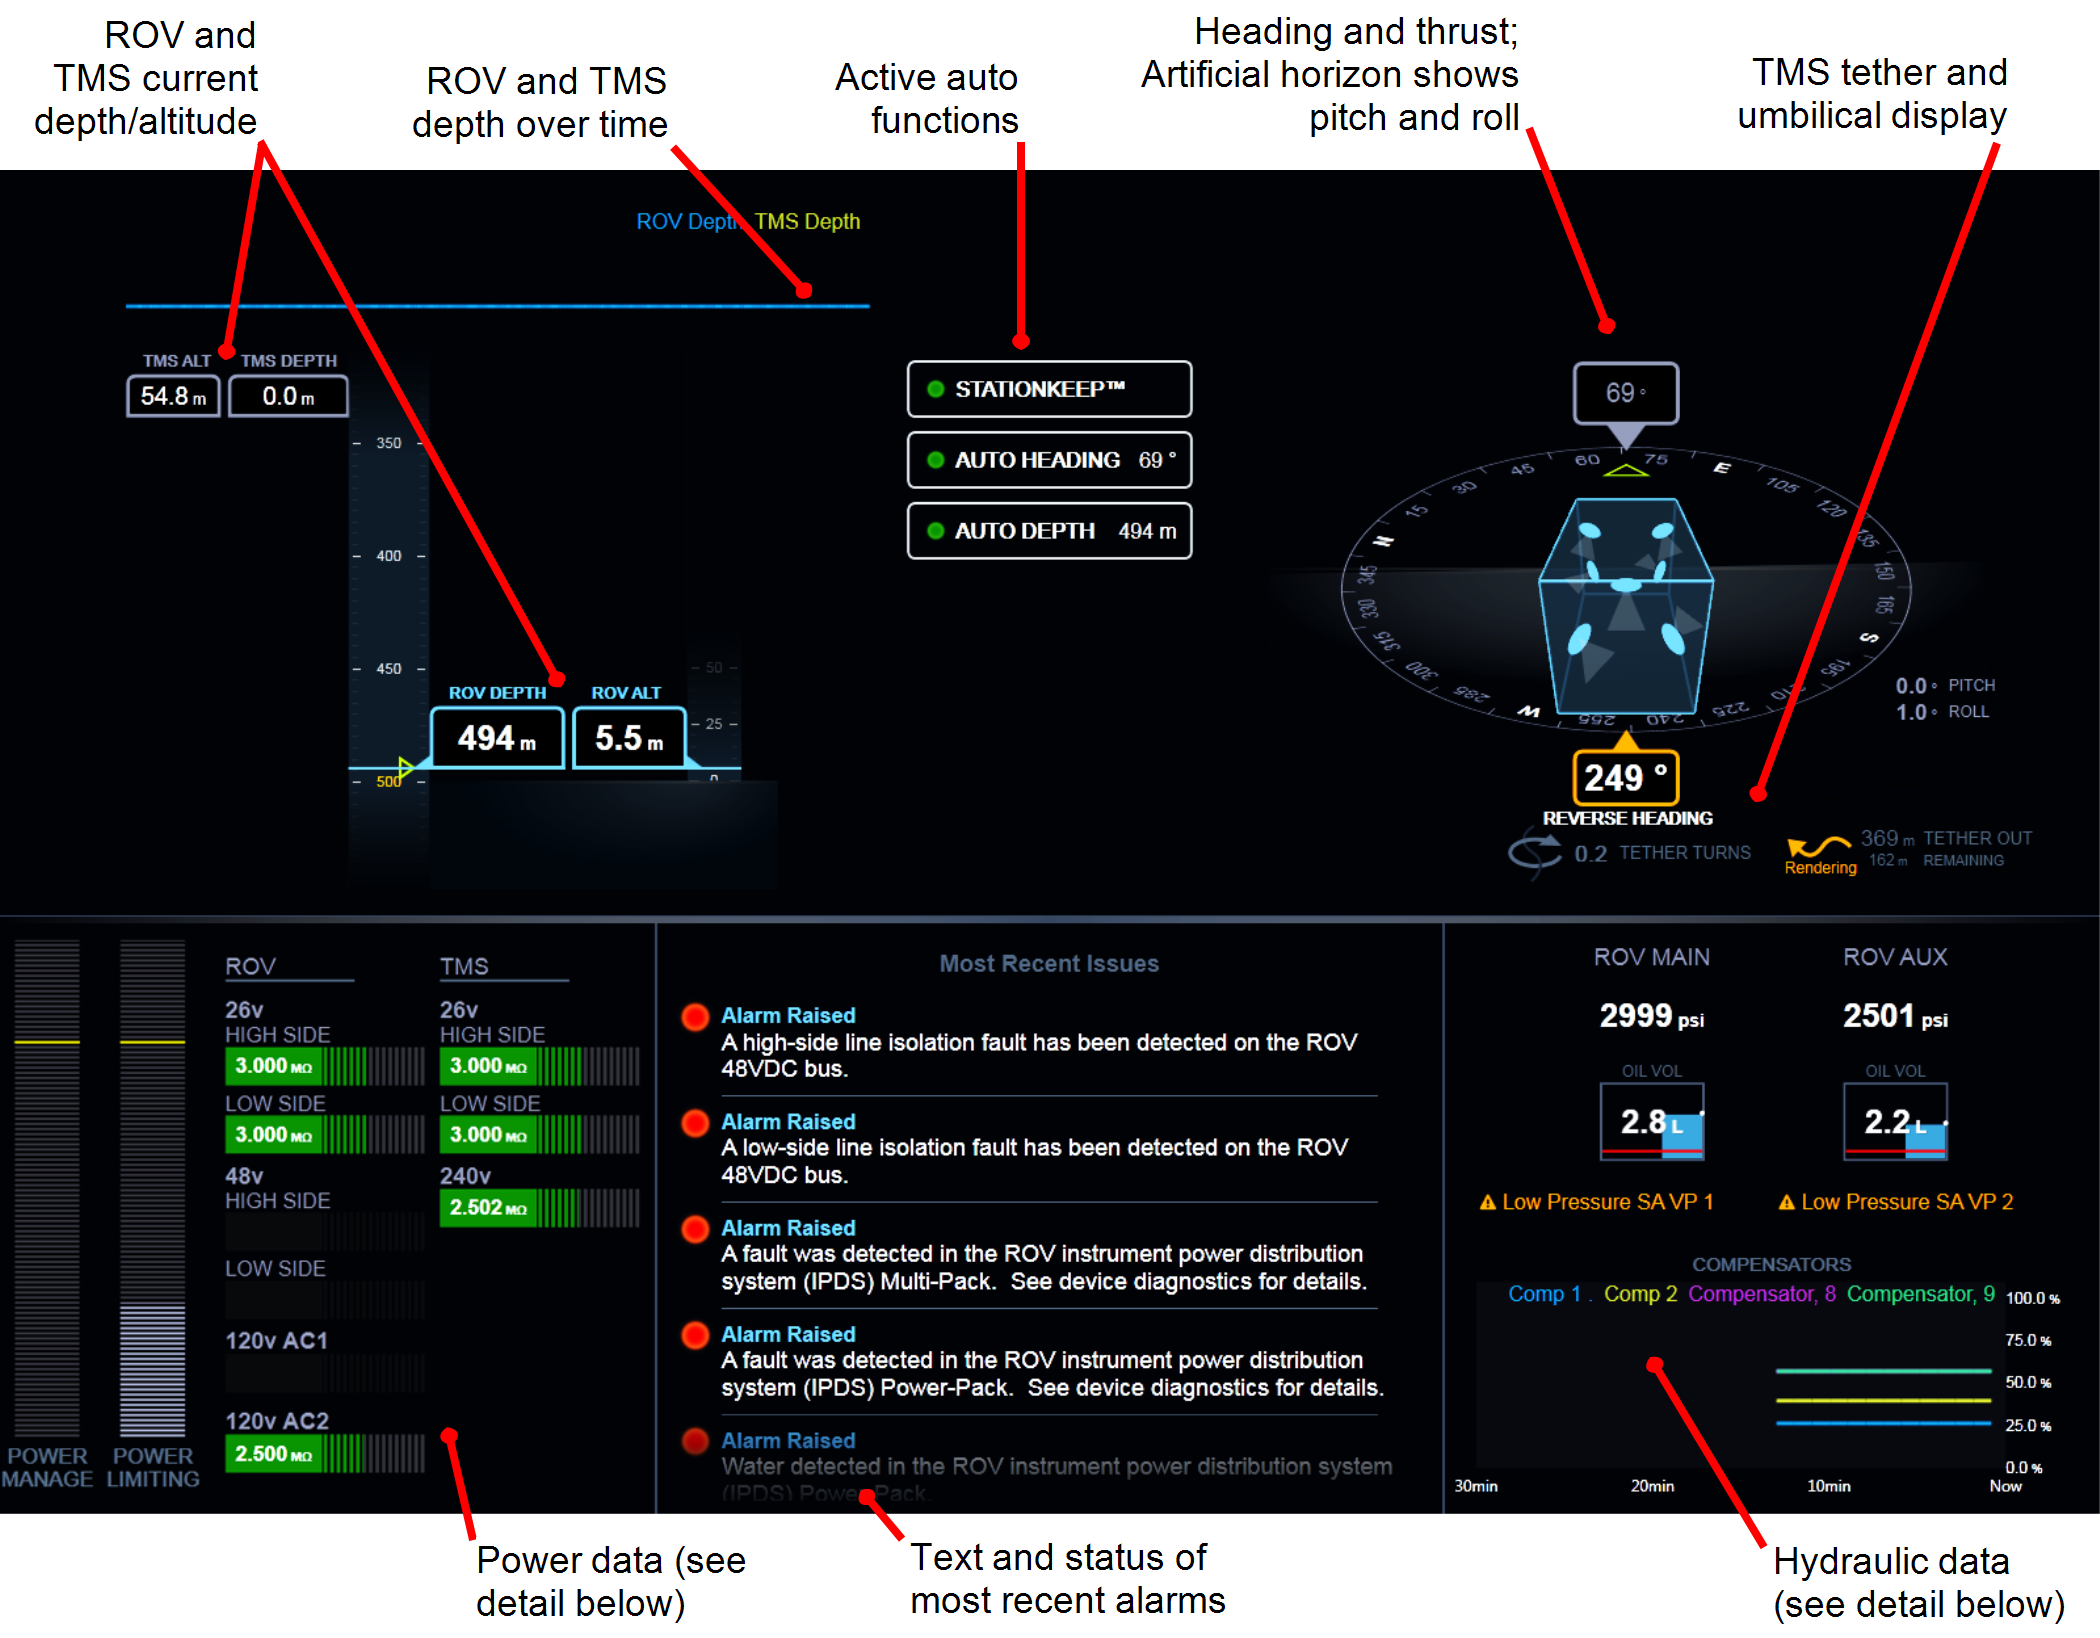 ROV and
TMS current
depth/altitude
ROV and TMS
depth over time
Active auto
functions
Heading and thrust;
Artificial horizon shows
pitch and roll
TMS tether and
umbilical display
ROV Depth TMS Depth
TMS ALT TMS DEPTH
54.8 m 0.0 m
350
400
450
500
ROV DEPTH ROV ALT
494 m 5.5 m
50
25
0
STATIONKEEP™
AUTO HEADING 69 °
AUTO DEPTH 494 m
69 °
N 15 30 45 60 75 E 105 120 135 150 165 S 195 210 225 240 255 W 285 300 315 330 345
0.0 ° PITCH
1.0 ° ROLL
249 °
REVERSE HEADING
0.2 TETHER TURNS
Rendering
369 m TETHER OUT
162 m REMAINING
POWER
MANAGE
POWER
LIMITING
ROV
26v
HIGH SIDE
3.000 MΩ
LOW SIDE
3.000 MΩ
48v
HIGH SIDE
LOW SIDE
120v AC1
120v AC2
2.500 MΩ
TMS
26v
HIGH SIDE
3.000 MΩ
LOW SIDE
3.000 MΩ
240v
2.502 MΩ
Most Recent Issues
Alarm Raised
A high-side line isolation fault has been detected on the ROV
48VDC bus.
Alarm Raised
A low-side line isolation fault has been detected on the ROV
48VDC bus.
Alarm Raised
A fault was detected in the ROV instrument power distribution
system (IPDS) Multi-Pack. See device diagnostics for details.
Alarm Raised
A fault was detected in the ROV instrument power distribution
system (IPDS) Power-Pack. See device diagnostics for details.
Alarm Raised
Water detected in the ROV instrument power distribution system
(IPDS) Power-Pack.
ROV MAIN
2999 psi
OIL VOL
2.8 L
Low Pressure SA VP 1
ROV AUX
2501 psi
OIL VOL
2.2 L
Low Pressure SA VP 2
COMPENSATORS
Comp 1 . Comp 2 Compensator, 8 Compensator, 9
100.0 %
75.0 %
50.0 %
25.0 %
0.0 %
30min 20min 10min Now
Power data (see
detail below)
Text and status of
most recent alarms
Hydraulic data
(see detail below)